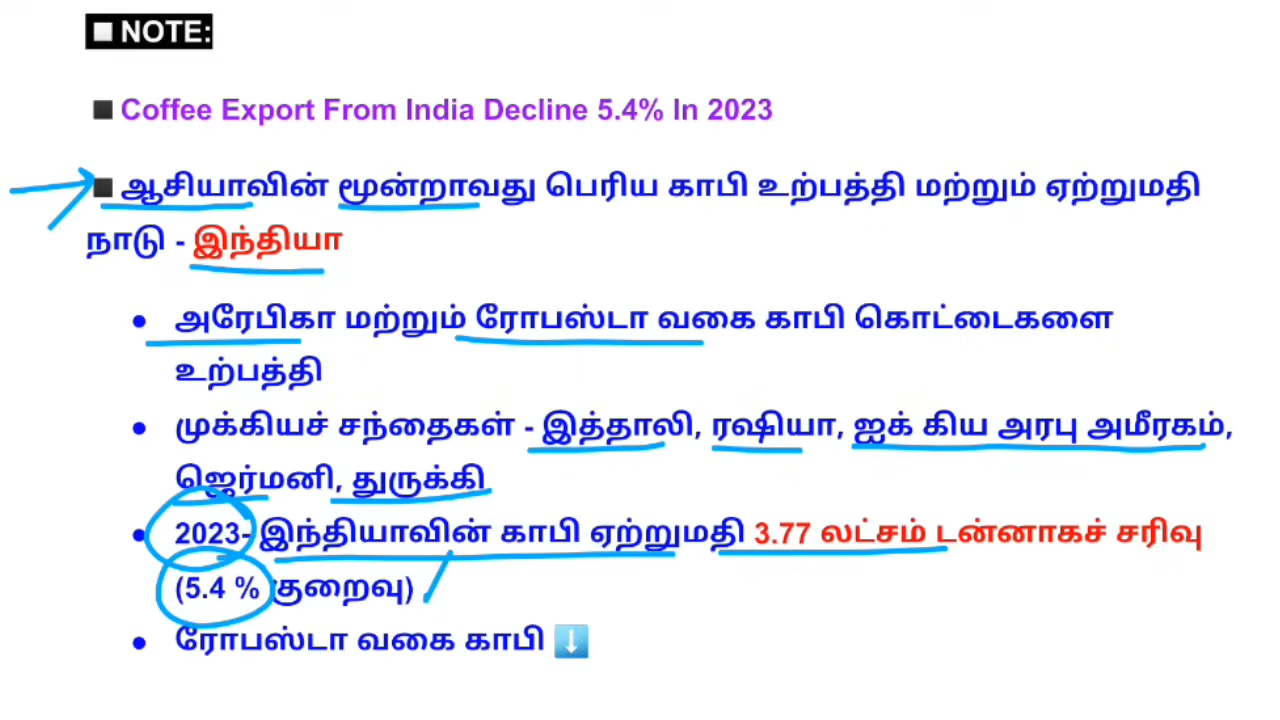 NOTE:
Coffee Export From India Decline 5.4% In 2023
ஆசியாவின் மூன்றாவது பெரிய காபி உற்பத்தி மற்றும் ஏற்றுமதி
நாடு - இந்தியா
அரேபிகா மற்றும் ரோபஸ்டா வகை காபி கொட்டைகளை
உற்பத்தி
முக்கியச் சந்தைகள் - இத்தாலி, ரஷியா, ஐக் கிய அரபு அமீரகம்,
ஜெர்மனி, துருக்கி
2023- இந்தியாவின் காபி ஏற்றுமதி 3.77 லட்சம் டன்னாகச் சரிவு
(5.4 % குறைவு)
ரோபஸ்டா வகை காபி ⬇️